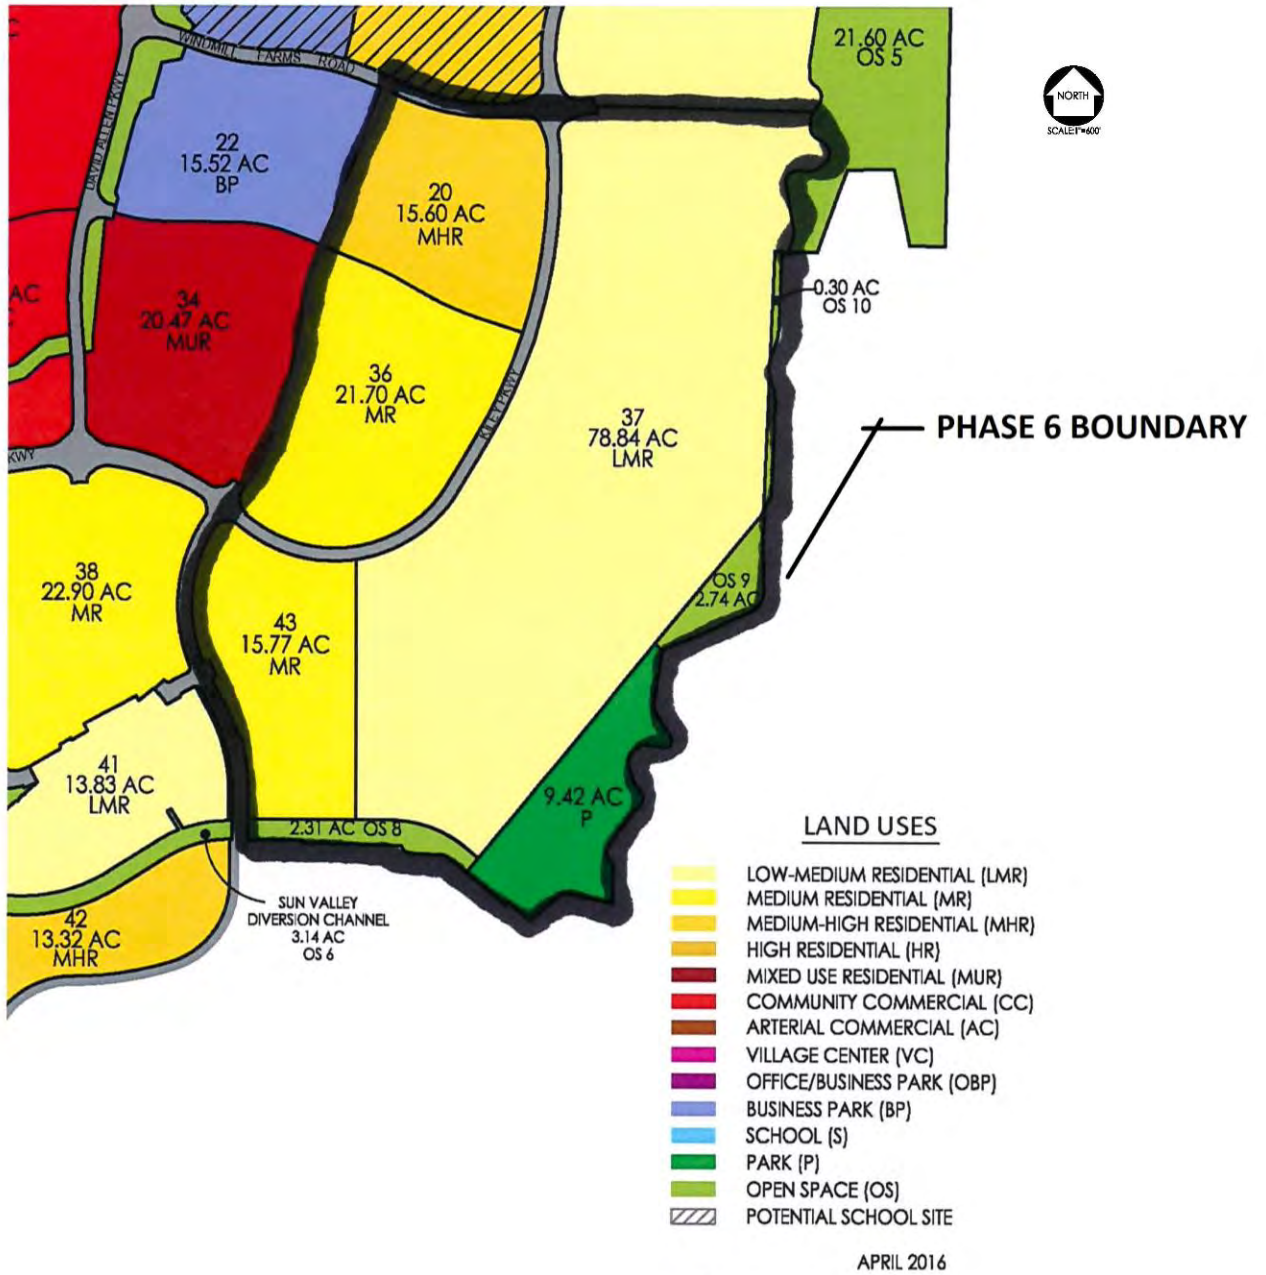 WINDMILL FARMS ROAD
21.60 AC
OS 5
NORTH
SCALE:1"=600'
DAVID ALLEN PKWY
22
15.52 AC
BP
20
15.60 AC
MHR
0.30 AC
OS 10
AC
34
20.47 AC
MUR
36
21.70 AC
MR
KILEY PKWY
37
78.84 AC
LMR
PHASE 6 BOUNDARY
KWY
38
22.90 AC
MR
OS 9
2.74 AC
43
15.77 AC
MR
41
13.83 AC
LMR
9.42 AC
P
2.31 AC OS 8
SUN VALLEY
DIVERSION CHANNEL
3.14 AC
OS 6
42
13.32 AC
MHR
LAND USES
LOW-MEDIUM RESIDENTIAL (LMR)
MEDIUM RESIDENTIAL (MR)
MEDIUM-HIGH RESIDENTIAL (MHR)
HIGH RESIDENTIAL (HR)
MIXED USE RESIDENTIAL (MUR)
COMMUNITY COMMERCIAL (CC)
ARTERIAL COMMERCIAL (AC)
VILLAGE CENTER (VC)
OFFICE/BUSINESS PARK (OBP)
BUSINESS PARK (BP)
SCHOOL (S)
PARK (P)
OPEN SPACE (OS)
POTENTIAL SCHOOL SITE
APRIL 2016